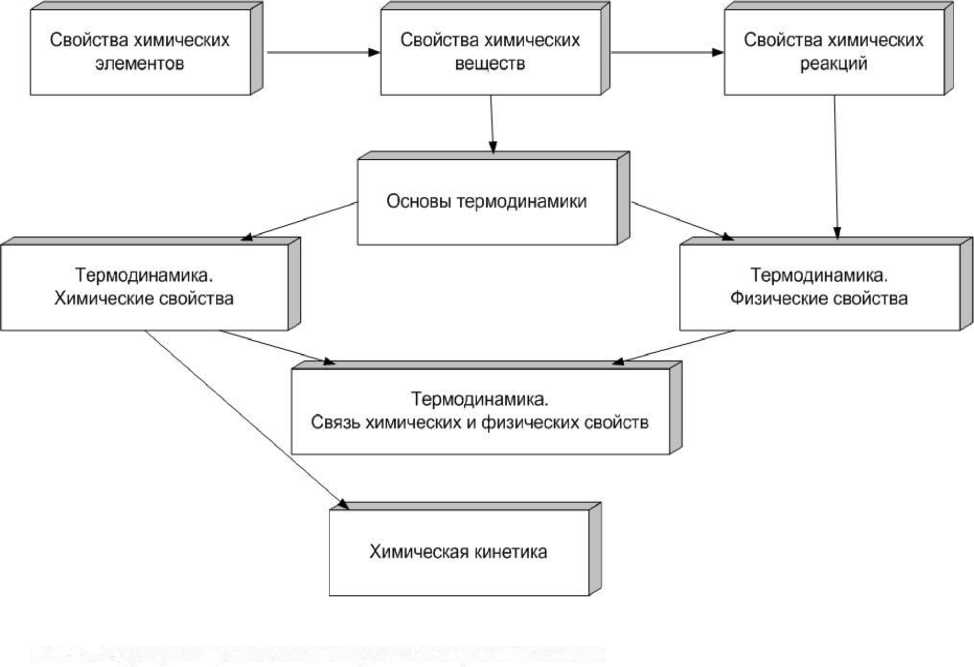 Свойства химических
элементов
Свойства химических
веществ
Свойства химических
реакций
Основы термодинамики
Термодинамика.
Химические свойства
Термодинамика.
Физические свойства
Термодинамика.
Связь химических и физических свойств
Химическая кинетика